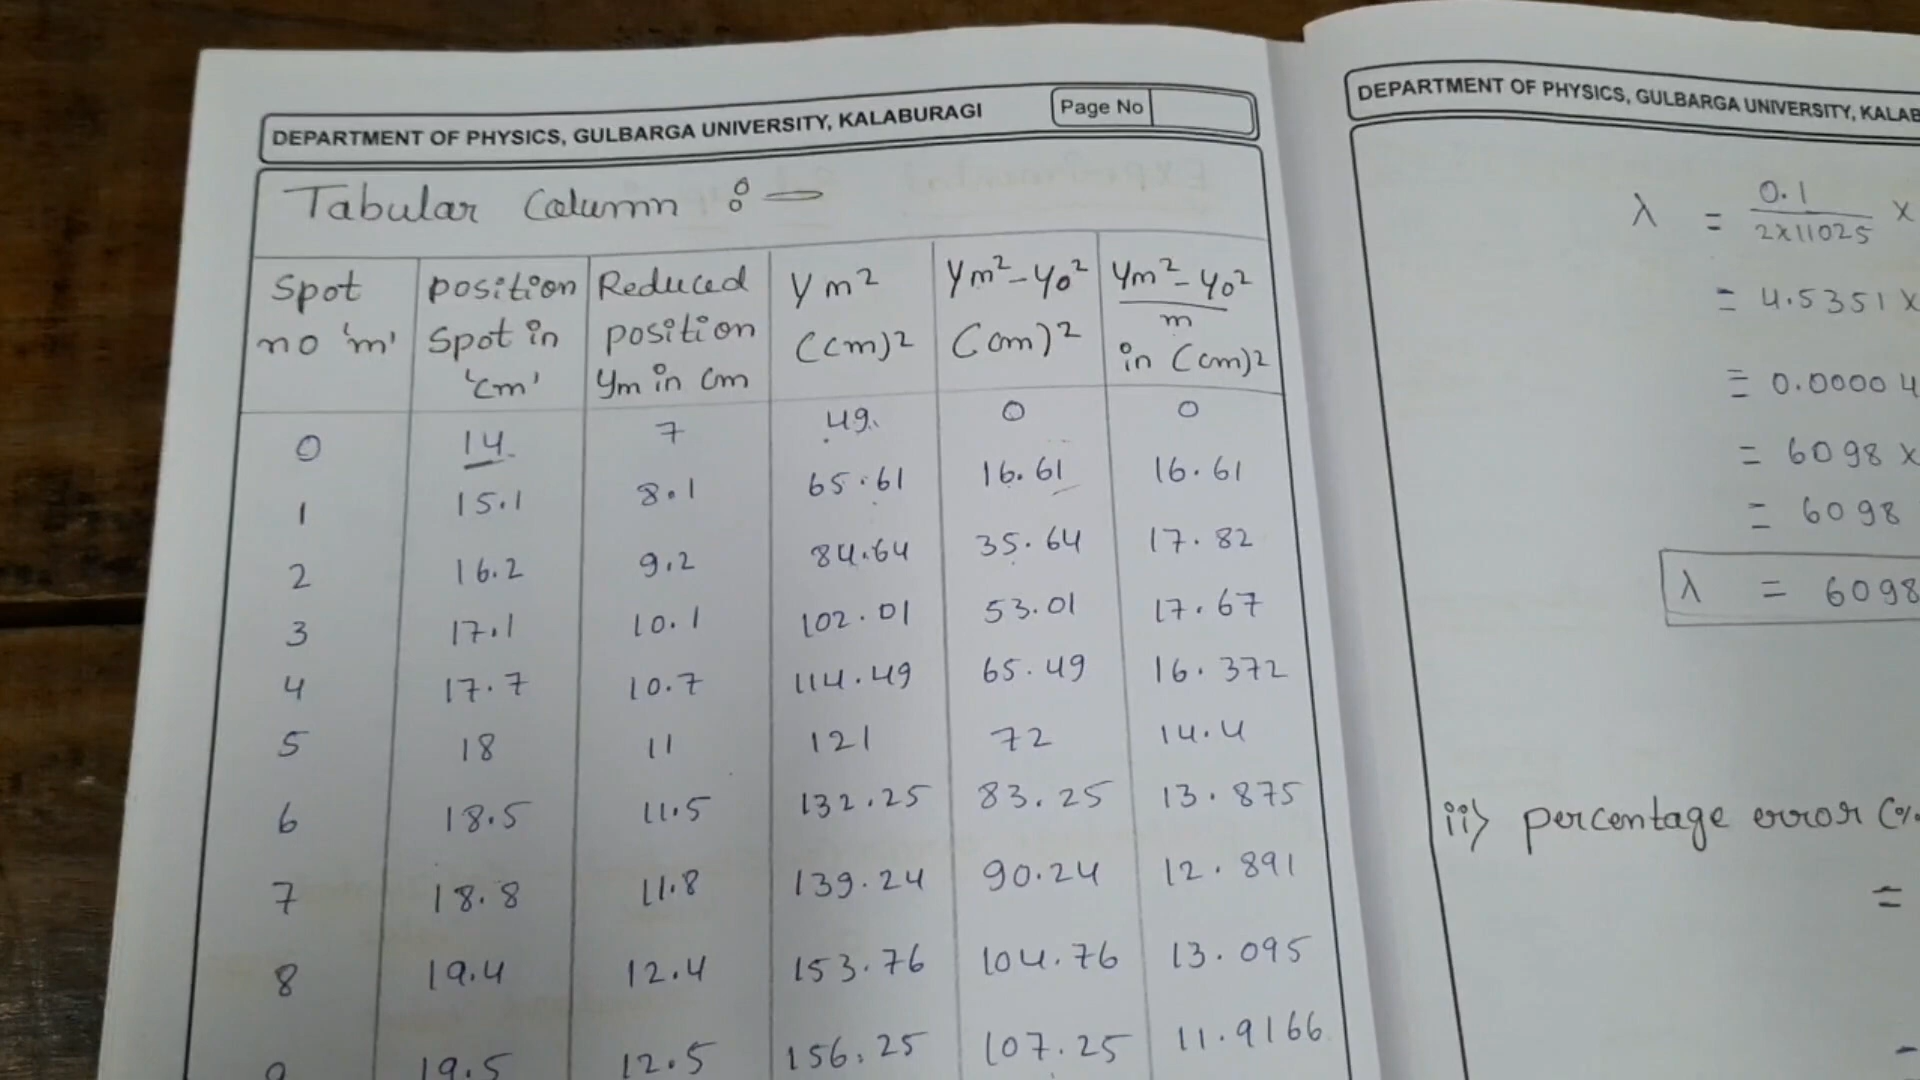 DEPARTMENT OF PHYSICS, GULBARGA UNIVERSITY, KALABURAGI
Page No
Tabular Column :-
Spot no 'm' | position Spot in 'cm' | Reduced position Ym in cm | Ym² (cm)² | Ym²-Yo² (cm)² | Ym²-Yo² / m in (cm)²
0 | 14 | 7 | 49 | 0 | 0
1 | 15.1 | 8.1 | 65.61 | 16.61 | 16.61
2 | 16.2 | 9.2 | 84.64 | 35.64 | 17.82
3 | 17.1 | 10.1 | 102.01 | 53.01 | 17.67
4 | 17.7 | 10.7 | 114.49 | 65.49 | 16.372
5 | 18 | 11 | 121 | 72 | 14.4
6 | 18.5 | 11.5 | 132.25 | 83.25 | 13.875
7 | 18.8 | 11.8 | 139.24 | 90.24 | 12.891
8 | 19.4 | 12.4 | 153.76 | 104.76 | 13.095
19.5 | 12.5 | 156.25 | 107.25 | 11.9166
DEPARTMENT OF PHYSICS, GULBARGA UNIVERSITY, KALAB
λ = 0.1 / 2x11025 x
= 4.5351 x
= 0.00004
= 6098 x
= 6098
λ = 6098
ii) percentage error (%
=